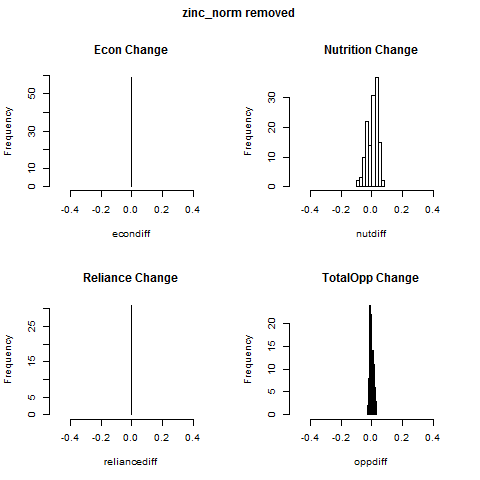 zinc_norm removed
Econ Change
Frequency
0 10 30 50
-0.4 -0.2 0.0 0.2 0.4
econdiff
Nutrition Change
Frequency
0 10 20 30
-0.4 -0.2 0.0 0.2 0.4
nutdiff
Reliance Change
Frequency
0 5 15 25
-0.4 -0.2 0.0 0.2 0.4
reliancediff
TotalOpp Change
Frequency
0 5 10 15 20
-0.4 -0.2 0.0 0.2 0.4
oppdiff